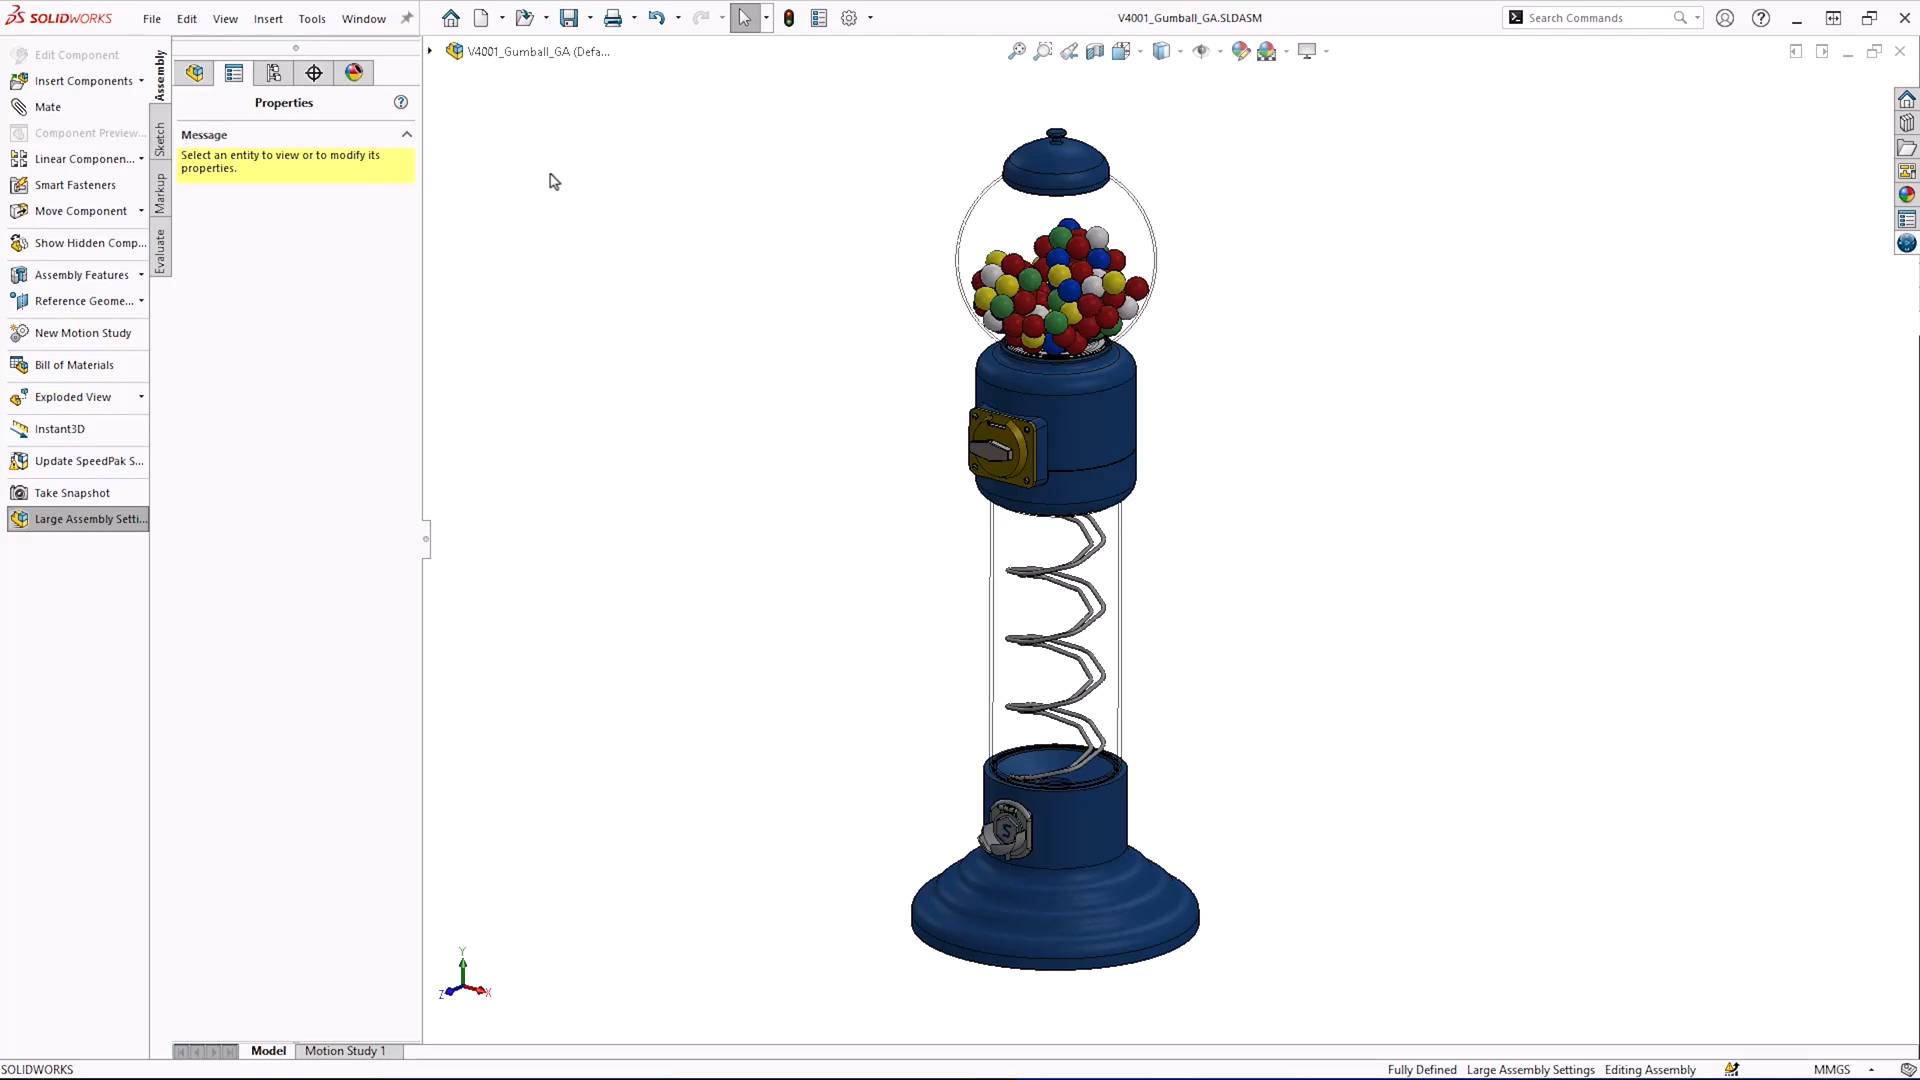 SOLIDWORKS
File Edit View Insert Tools Window
V4001_Gumball_GA.SLDASM
Search Commands
Edit Component
Insert Components
Mate
Component Preview...
Linear Componen...
Smart Fasteners
Move Component
Show Hidden Comp...
Assembly Features
Reference Geome...
New Motion Study
Bill of Materials
Exploded View
Instant3D
Update SpeedPak S...
Take Snapshot
Large Assembly Setti...
Assembly
Sketch
Markup
Evaluate
Properties
Message
Select an entity to view or to modify its
properties.
V4001_Gumball_GA (Defa...
S
Y
Z
X
Model
Motion Study 1
SOLIDWORKS
Fully Defined
Large Assembly Settings
Editing Assembly
MMGS